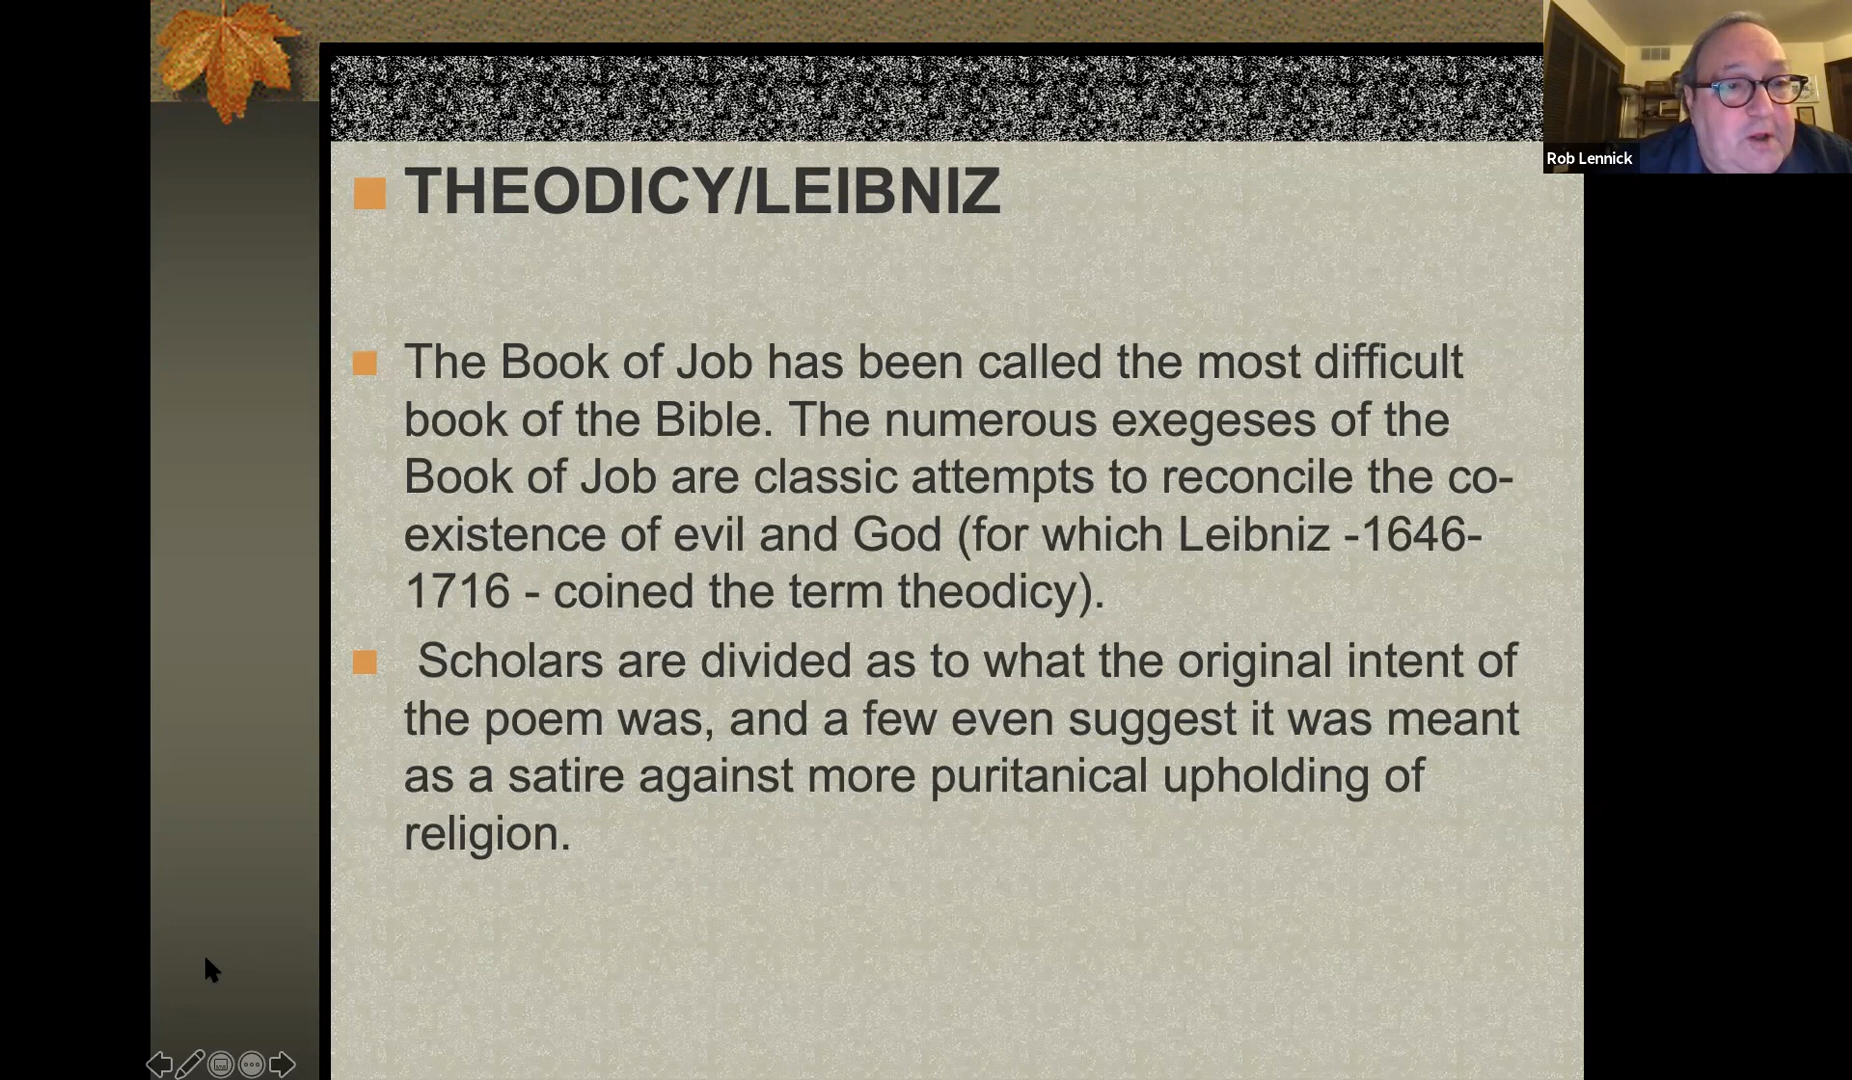 Rob Lennick
THEODICY/LEIBNIZ
The Book of Job has been called the most difficult
book of the Bible. The numerous exegeses of the
Book of Job are classic attempts to reconcile the co-
existence of evil and God (for which Leibniz -1646-
1716 - coined the term theodicy).
Scholars are divided as to what the original intent of
the poem was, and a few even suggest it was meant
as a satire against more puritanical upholding of
religion.